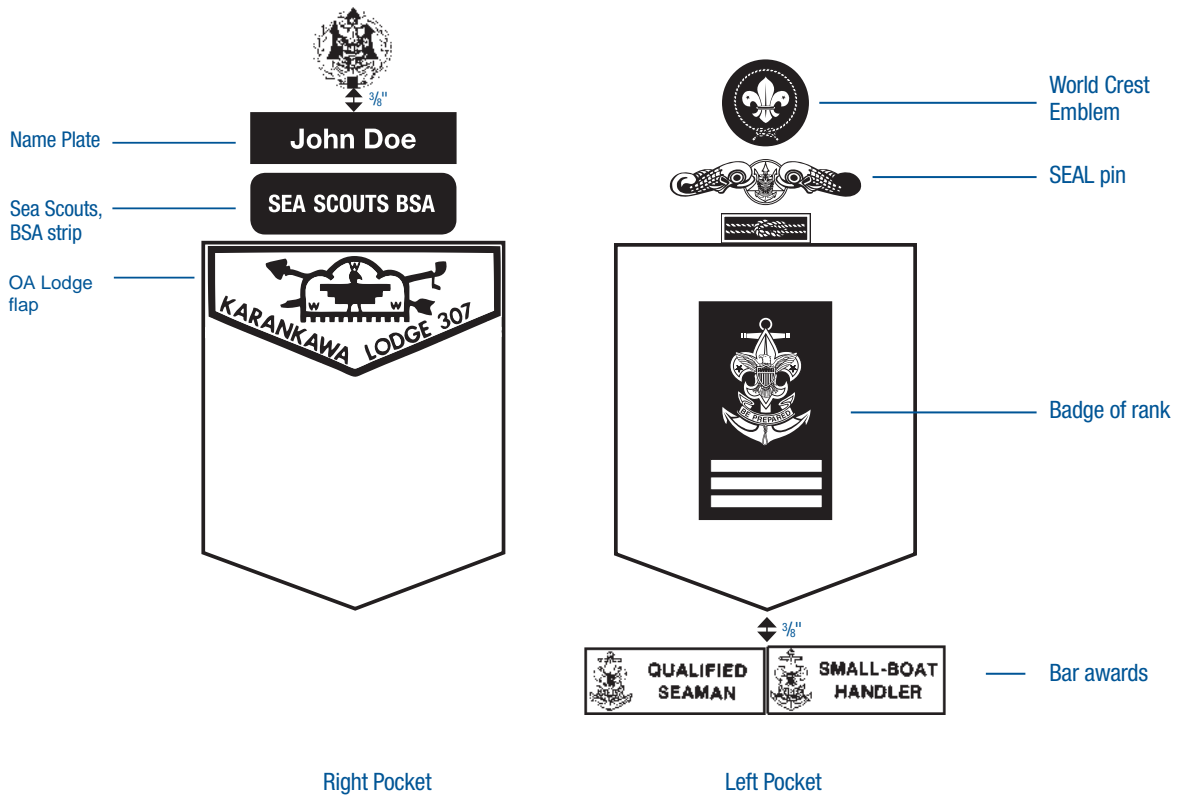 3/8"
Name Plate
John Doe
Sea Scouts,
BSA strip
SEA SCOUTS BSA
OA Lodge
flap
KARANKAWA LODGE 307
W
W W
World Crest
Emblem
SEAL pin
BE PREPARED
Badge of rank
3/8"
QUALIFIED
SEAMAN
SMALL-BOAT
HANDLER
Bar awards
Right Pocket
Left Pocket